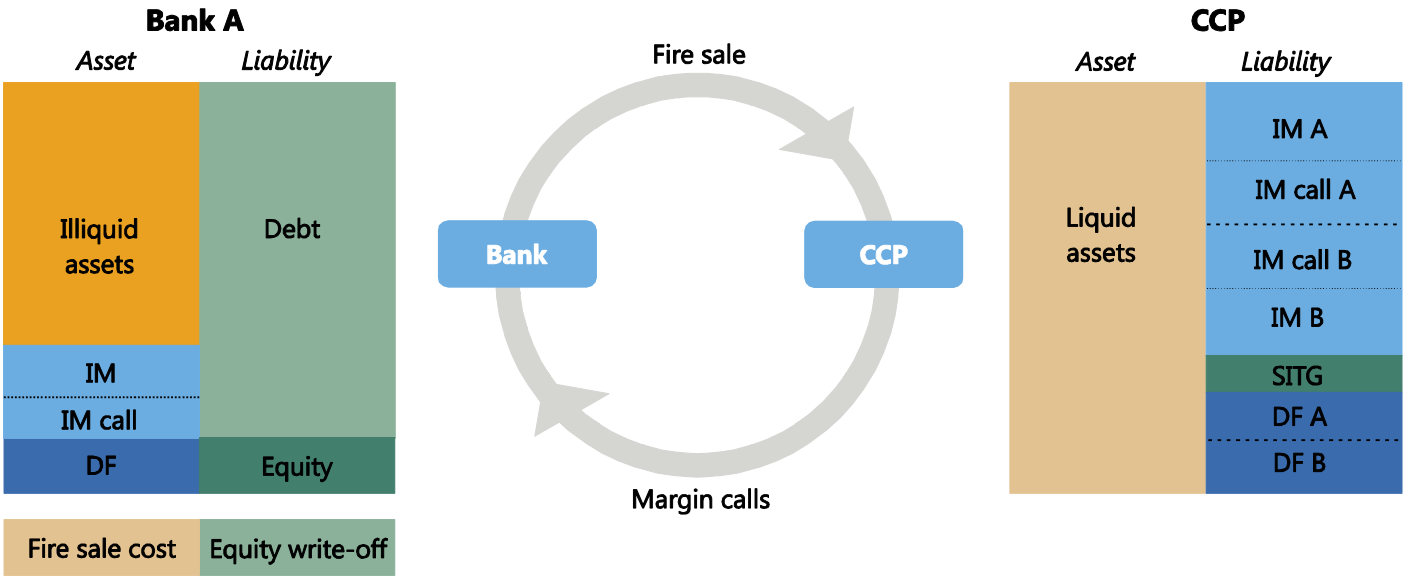 Bank A
Asset
Liability
Illiquid
assets
Debt
IM
IM call
DF
Equity
Fire sale cost
Equity write-off
Fire sale
Bank
CCP
Margin calls
CCP
Asset
Liability
Liquid
assets
IM A
IM call A
IM call B
IM B
SITG
DF A
DF B